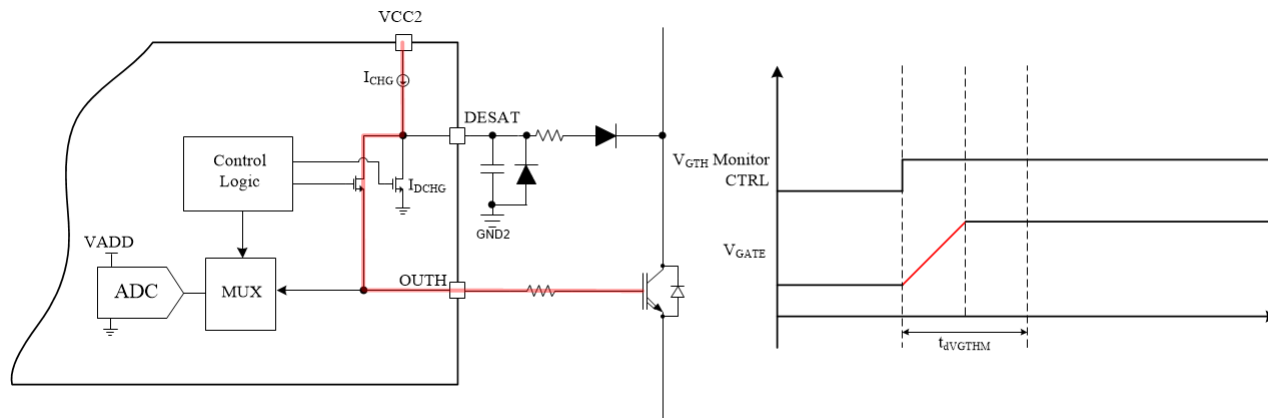 VCC2
ICHG
DESAT
Control
Logic
IDCHG
GND2
VADD
ADC
MUX
OUTH
VGTH Monitor
CTRL
VGATE
tdVGTHM